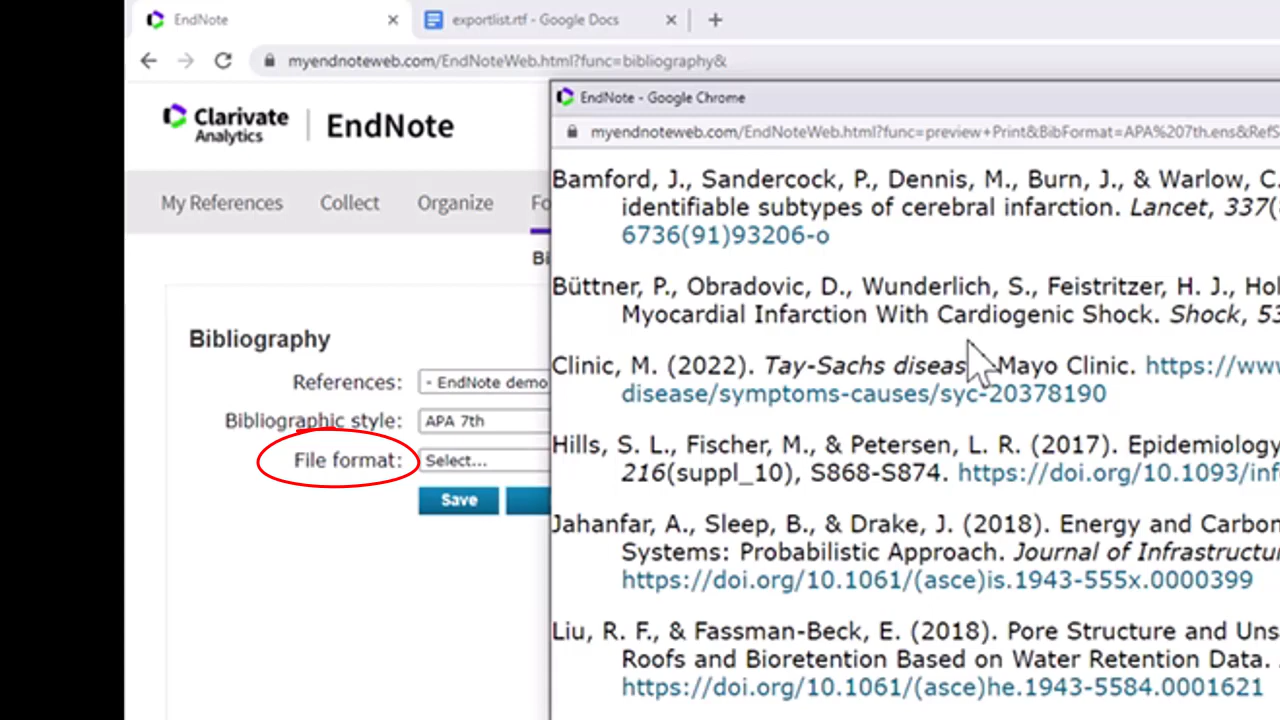 EndNote
exportlist.rtf - Google Docs
myendnoteweb.com/EndNoteWeb.html?func=bibliography&
EndNote - Google Chrome
Clarivate
Analytics
EndNote
myendnoteweb.com/EndNoteWeb.html?func=preview+Print&BibFormat=APA%207th.ens&RefS
My References Collect Organize Fo
Bi
Bibliography
References: - EndNote demo
Bibliographic style: APA 7th
File format: Select...
Save
Bamford, J., Sandercock, P., Dennis, M., Burn, J., & Warlow, C.
identifiable subtypes of cerebral infarction. Lancet, 337(
6736(91)93206-o
Büttner, P., Obradovic, D., Wunderlich, S., Feistritzer, H. J., Hol
Myocardial Infarction With Cardiogenic Shock. Shock, 53
Clinic, M. (2022). Tay-Sachs diseas Mayo Clinic. https://www
disease/symptoms-causes/syc-20378190
Hills, S. L., Fischer, M., & Petersen, L. R. (2017). Epidemiology
216(suppl_10), S868-S874. https://doi.org/10.1093/inf
Jahanfar, A., Sleep, B., & Drake, J. (2018). Energy and Carbon
Systems: Probabilistic Approach. Journal of Infrastructur
https://doi.org/10.1061/(asce)is.1943-555x.0000399
Liu, R. F., & Fassman-Beck, E. (2018). Pore Structure and Uns
Roofs and Bioretention Based on Water Retention Data.
https://doi.org/10.1061/(asce)he.1943-5584.0001621